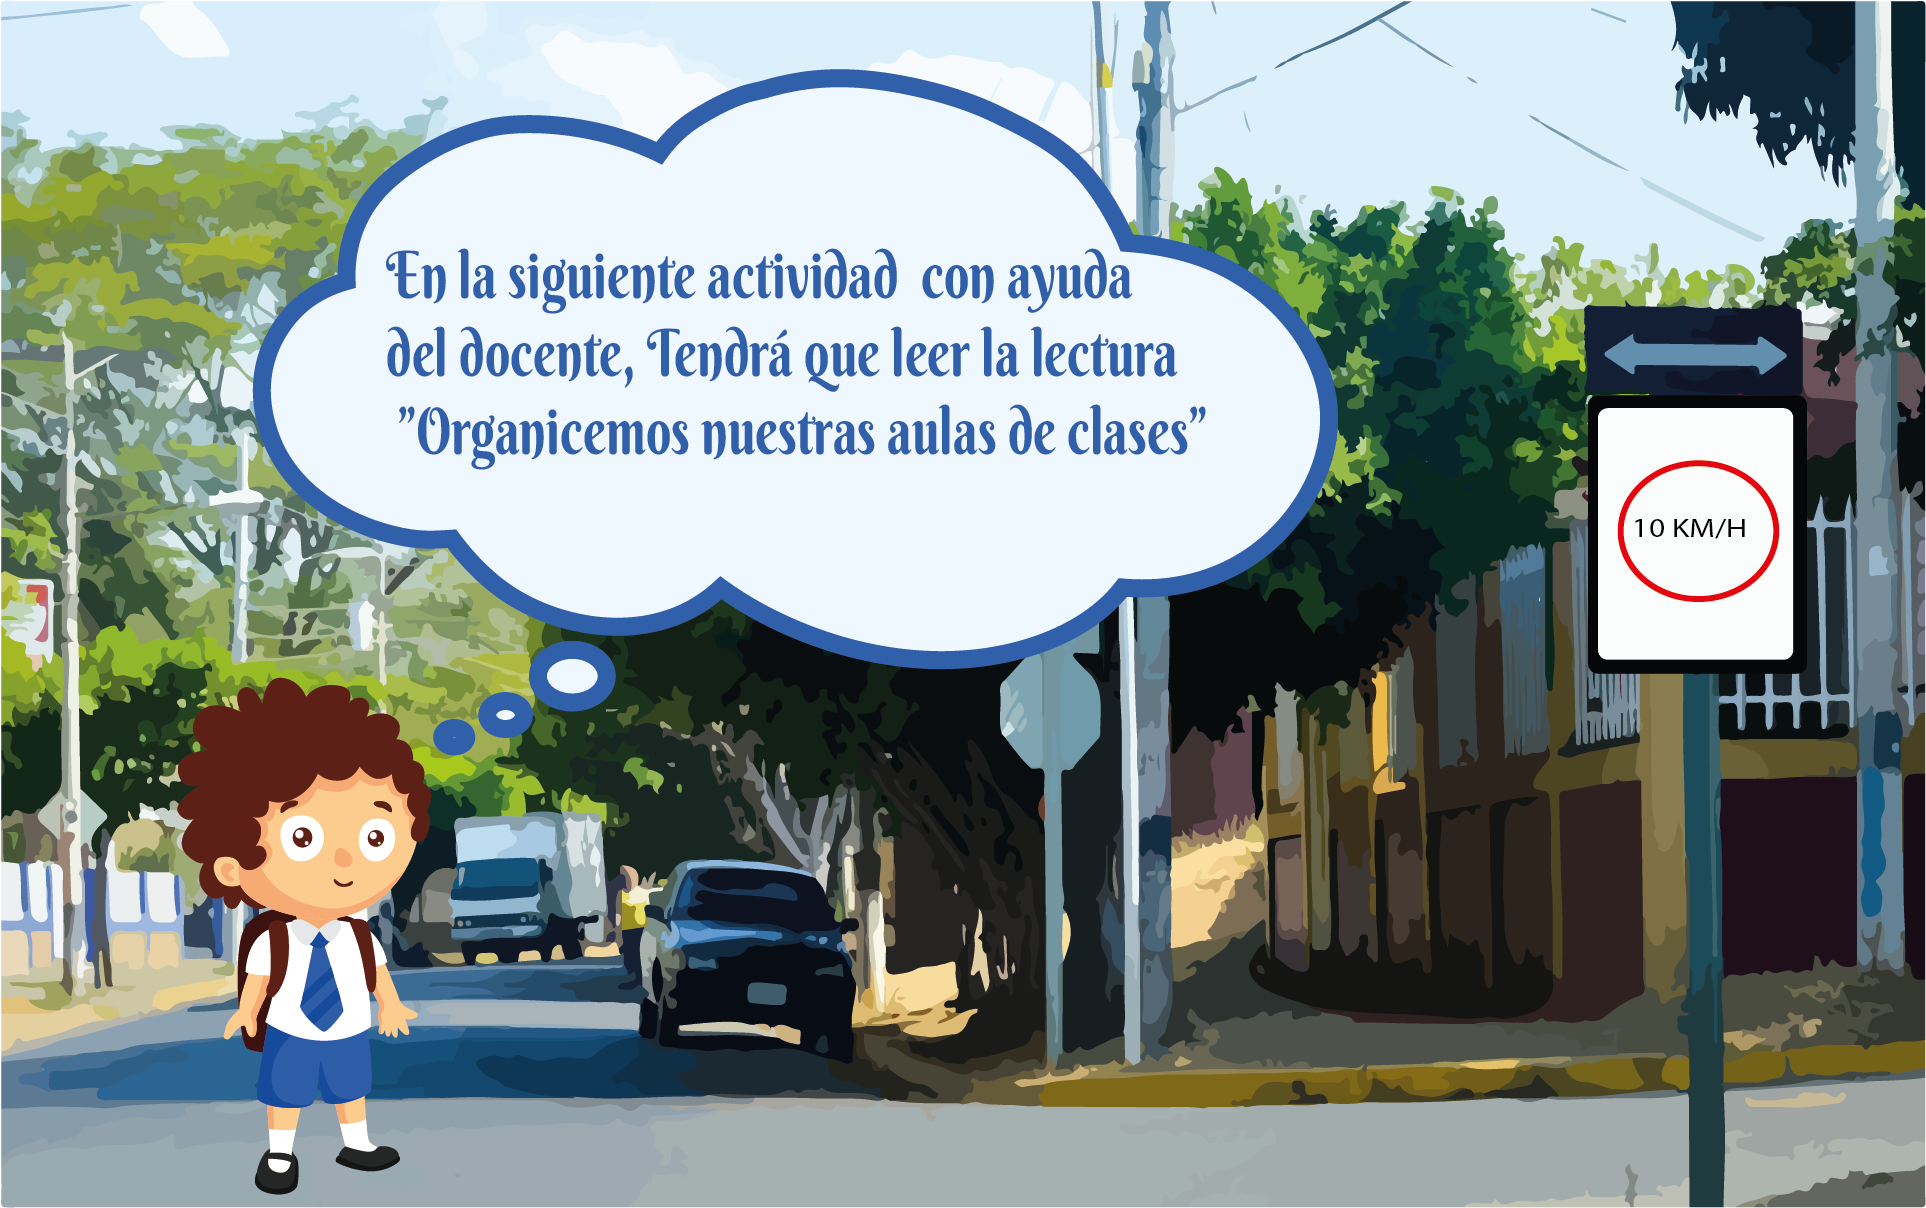 En la siguiente actividad con ayuda
del docente, Tendrá que leer la lectura
"Organicemos nuestras aulas de clases"
10 KM/H